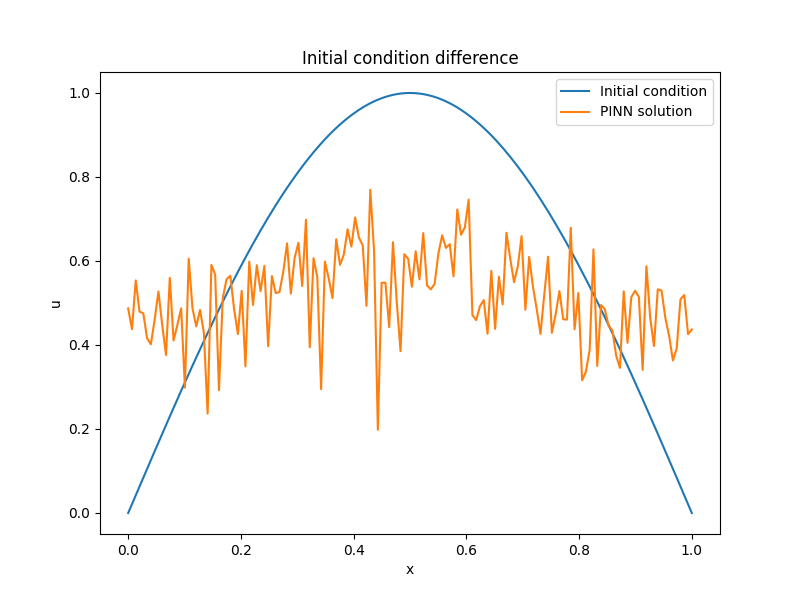 Initial condition difference
Initial condition
PINN solution
1.0
0.8
0.6
0.4
0.2
0.0
u
0.0 0.2 0.4 0.6 0.8 1.0
x